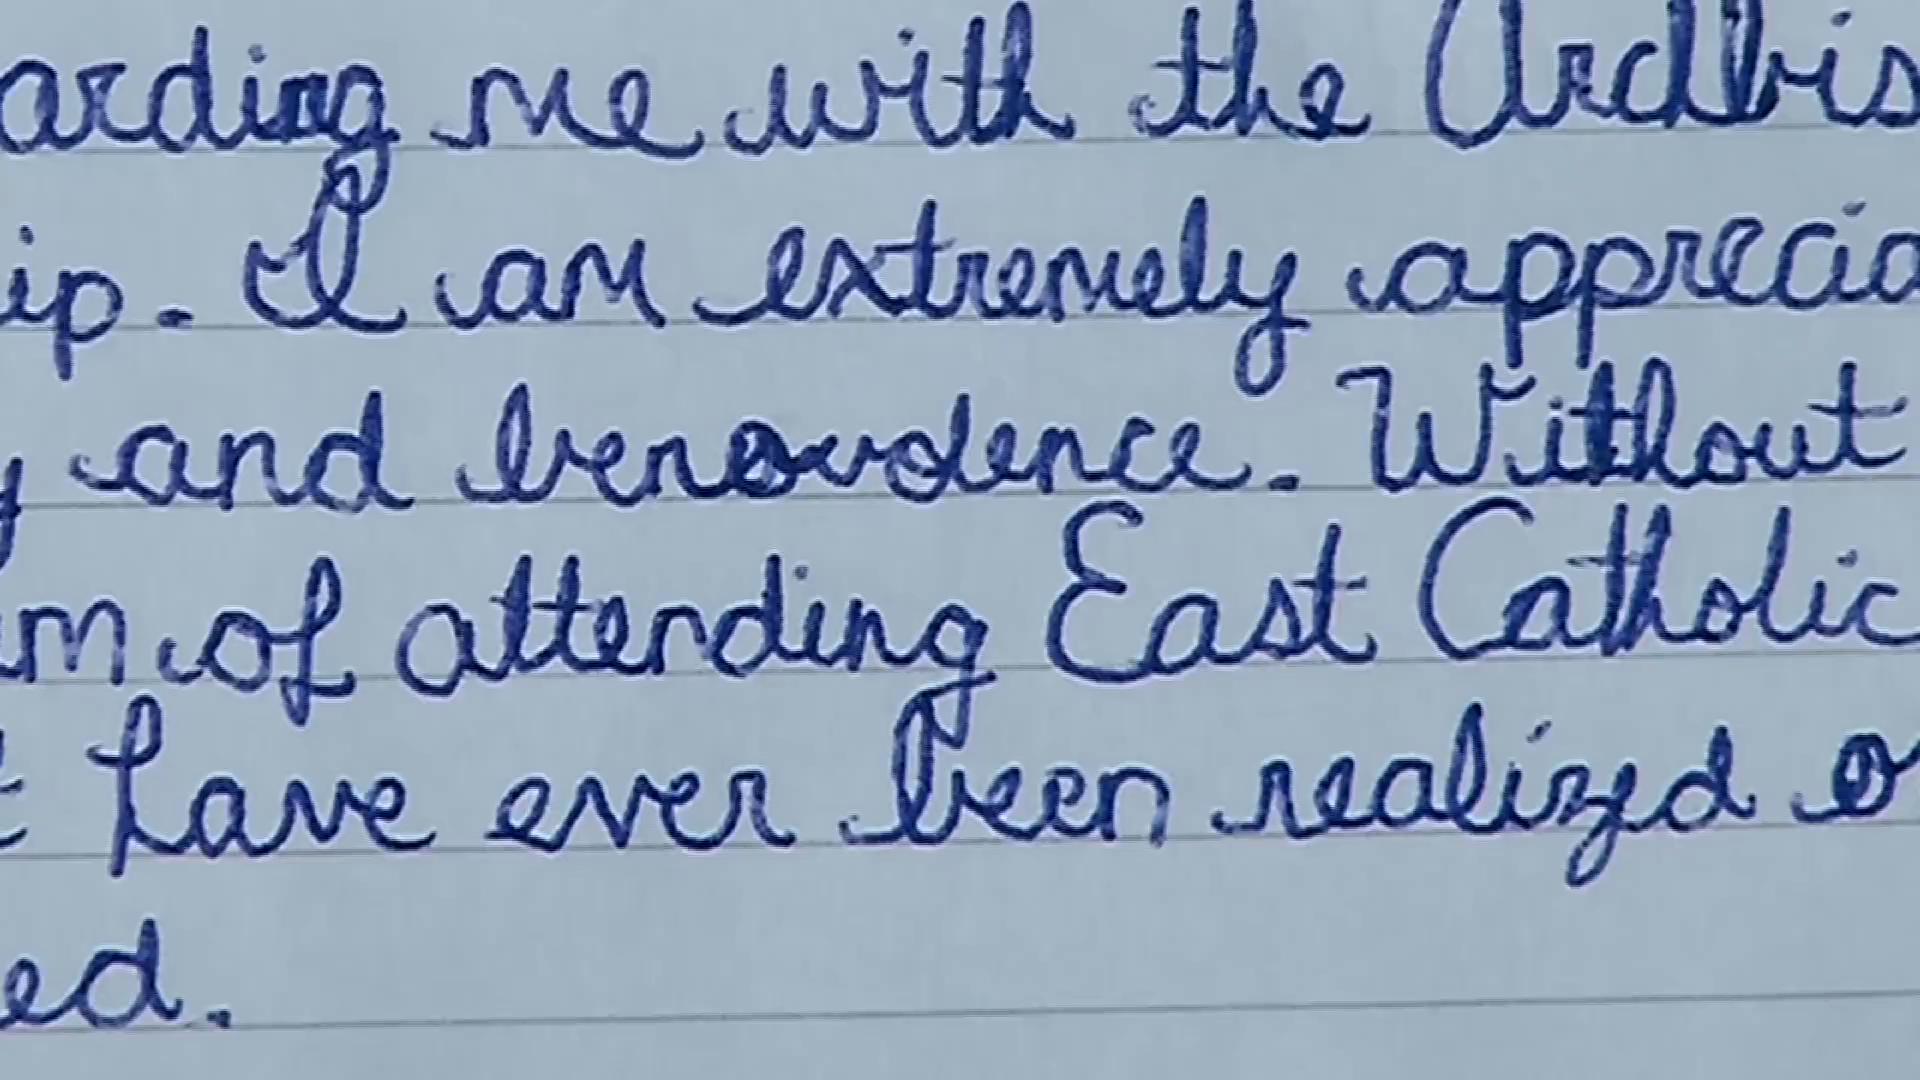 arding me with the Archbis
ip. I am extremely apprecia
y and benovolence. Without
m of attending East Catholic
t have ever been realized o
ed.